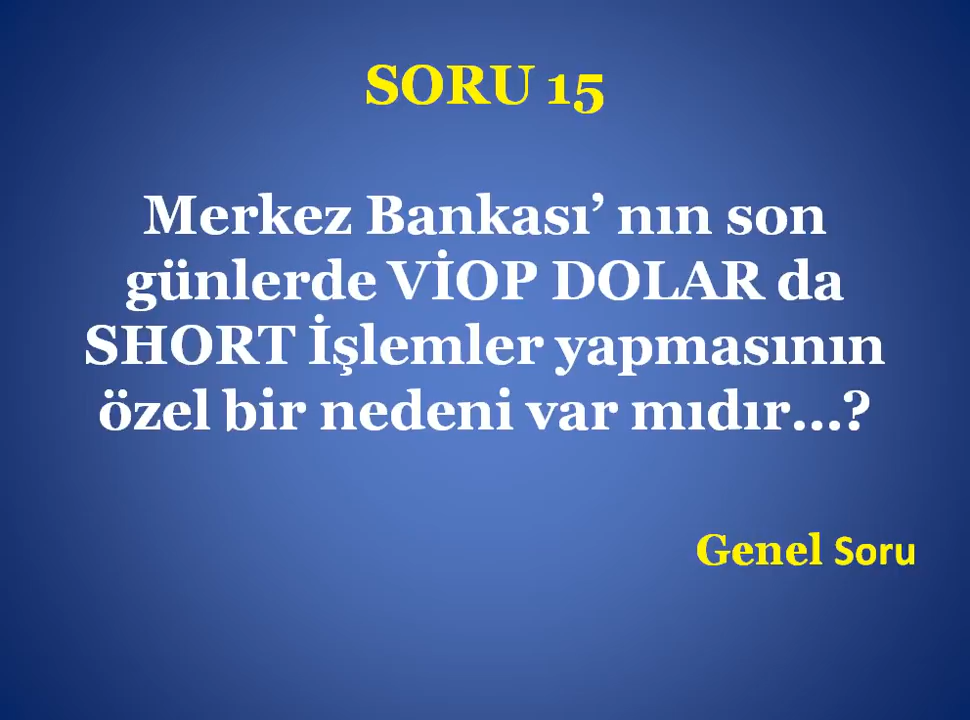 SORU 15
Merkez Bankası’ nın son
günlerde VİOP DOLAR da
SHORT İşlemler yapmasının
özel bir nedeni var mıdır...?
Genel Soru